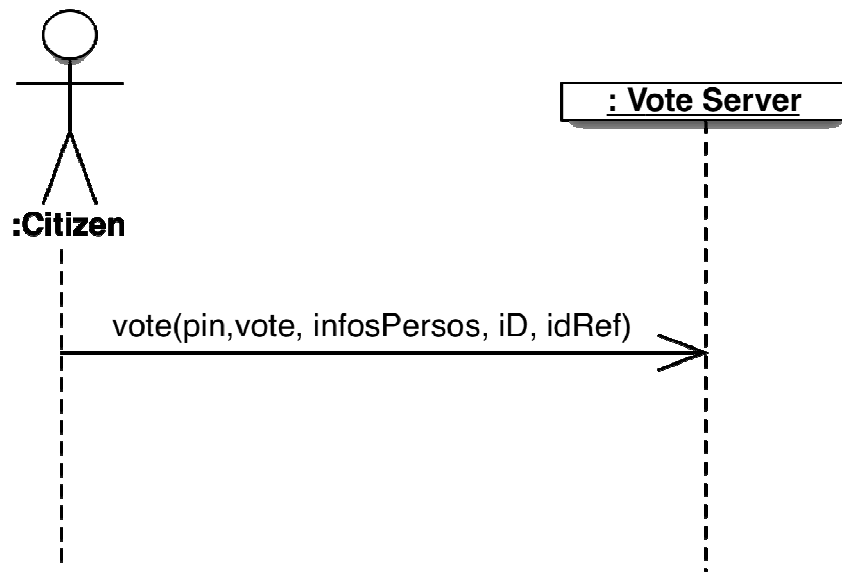 : Vote Server
:Citizen
vote(pin,vote, infosPersos, iD, idRef)